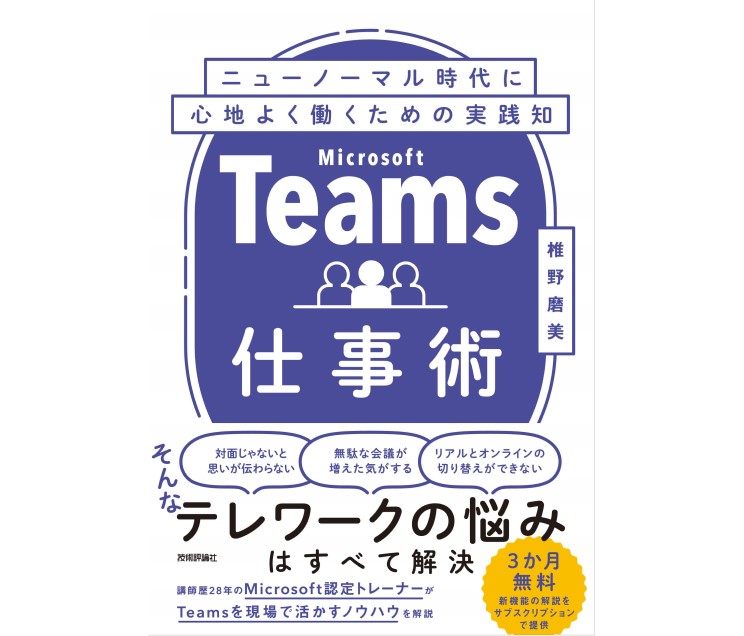 ニューノーマル時代に
心地よく働くための実践知
Microsoft
Teams
仕事術
椎野磨美
そんな
対面じゃないと
思いが伝わらない
無駄な会議が
増えた気がする
リアルとオンラインの
切り替えができない
テレワークの悩み
はすべて解決
技術評論社
講師歴28年のMicrosoft認定トレーナーが
Teamsを現場で活かすノウハウを解説
3か月
無料
新機能の解説を
サブスクリプション
で提供